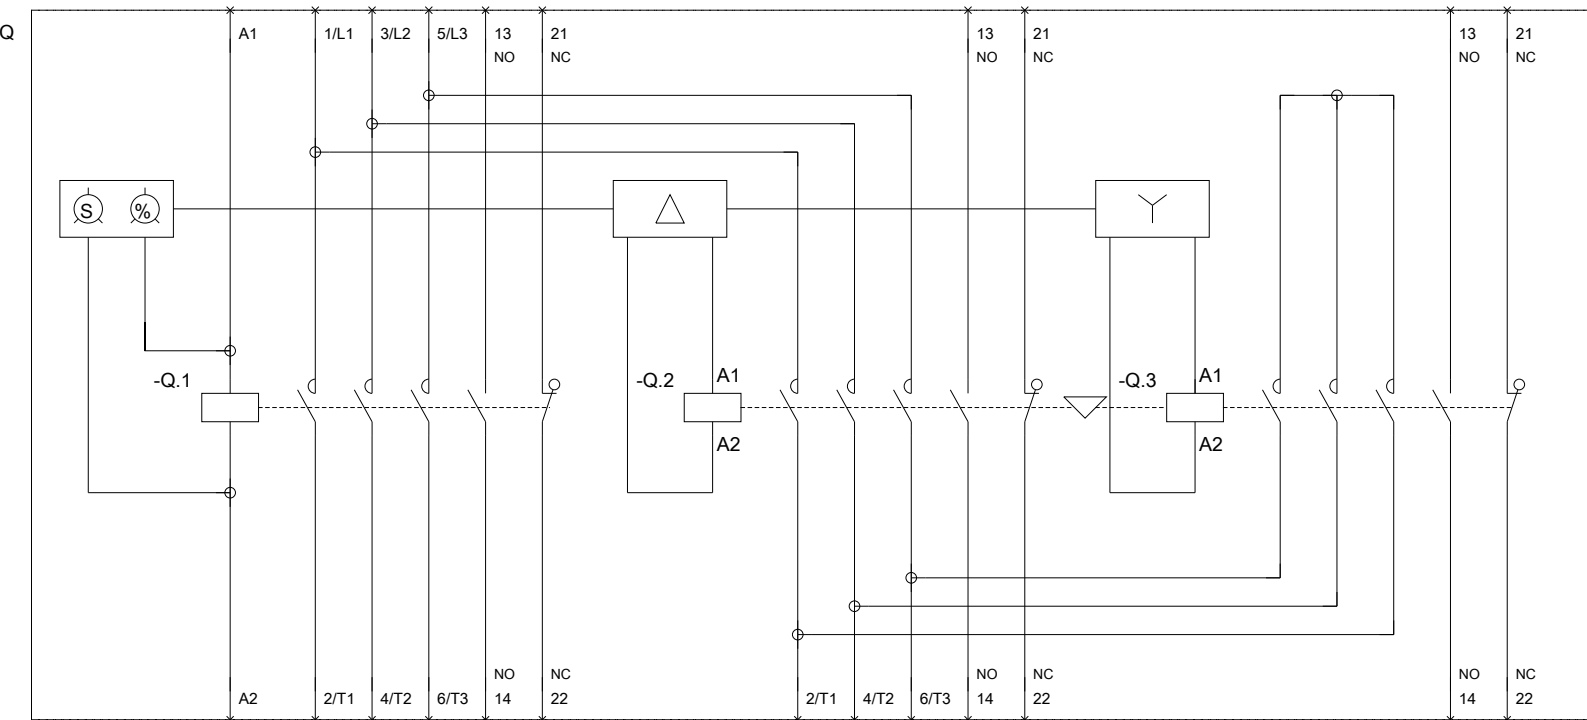 Q
A1 1/L1 3/L2 5/L3 13 21 13 21 13 21
NO NC NO NC NO NC
S %
-Q.1 -Q.2 A1 -Q.3 A1
A2 A2
NO NC NO NC NO NC
A2 2/T1 4/T2 6/T3 14 22 2/T1 4/T2 6/T3 14 22 14 22